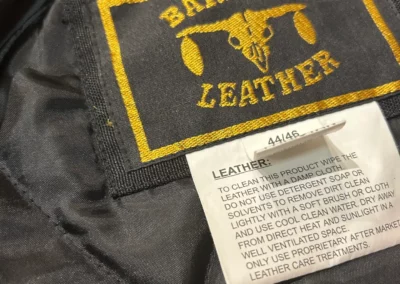 LEATHER
44/46
LEATHER:
TO CLEAN THIS PRODUCT WIPE THE
LEATHER WITH A DAMP CLOTH
DO NOT USE DETERGENT SOAP OR
SOLVENTS TO REMOVE DIRT CLEAN
LIGHTLY WITH A SOFT BRUSH OR CLOTH
AND USE COOL CLEAN WATER, DRY AWAY
FROM DIRECT HEAT AND SUNLIGHT IN A
WELL VENTILATED SPACE.
ONLY USE PROPRIETARY AFTER MARKET
LEATHER CARE TREATMENTS.